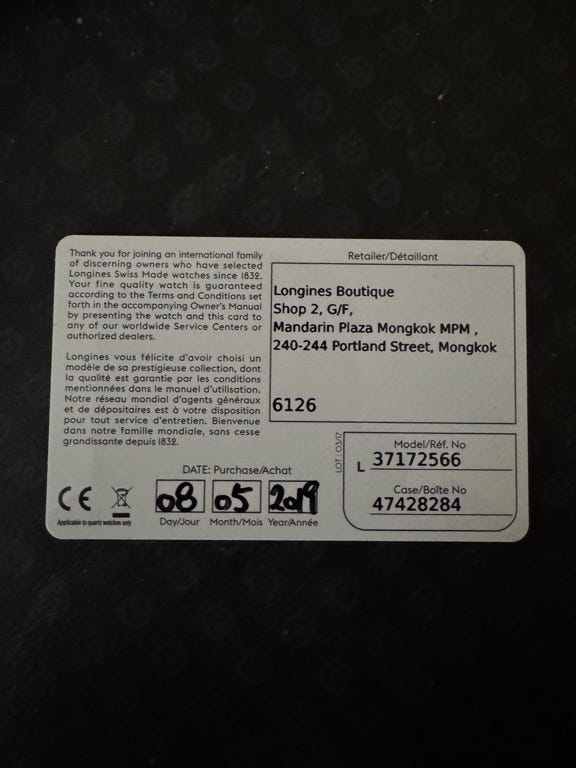 Thank you for joining an international family
of discerning owners who have selected
Longines Swiss Made watches since 1832.
Your fine quality watch is guaranteed
according to the Terms and Conditions set
forth in the accompanying Owner's Manual
by presenting the watch and this card to
any of our worldwide Service Centers or
authorized dealers.
Longines vous félicite d'avoir choisi un
modèle de sa prestigieuse collection, dont
la qualité est garantie par les conditions
mentionnées dans le manuel d'utilisation.
Notre réseau mondial d'agents généraux
et de dépositaires est à votre disposition
pour tout service d'entretien. Bienvenue
dans notre famille mondiale, sans cesse
grandissante depuis 1832.
Retailer/Détaillant
Longines Boutique
Shop 2, G/F,
Mandarin Plaza Mongkok MPM ,
240-244 Portland Street, Mongkok
6126
LOT: 03/17
Model/Réf. No
L 37172566
Case/Boîte No
47428284
DATE: Purchase/Achat
CE 08 05 2019
Day/Jour Month/Mois Year/Année
Applicable to quartz watches only